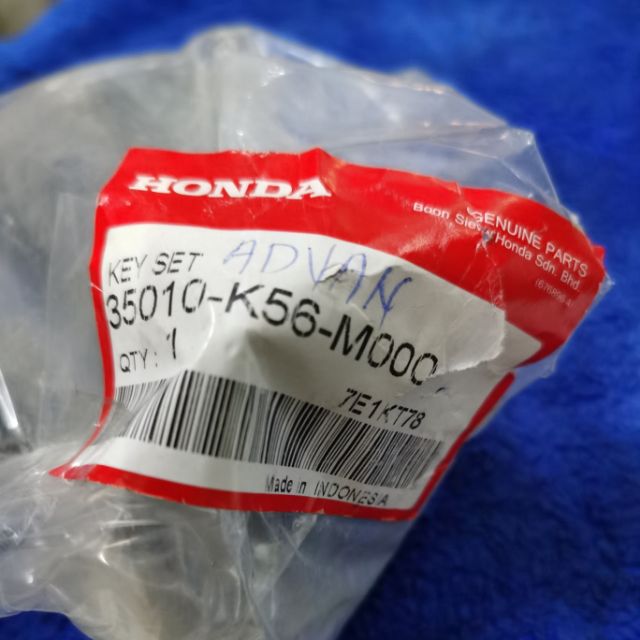 HONDA
GENUINE PARTS
Boon Siew Honda Sdn. Bhd.
KEY SET
ADVAN
35010-K56-M000
QTY: 1
7E1KT78
Made in INDONESIA